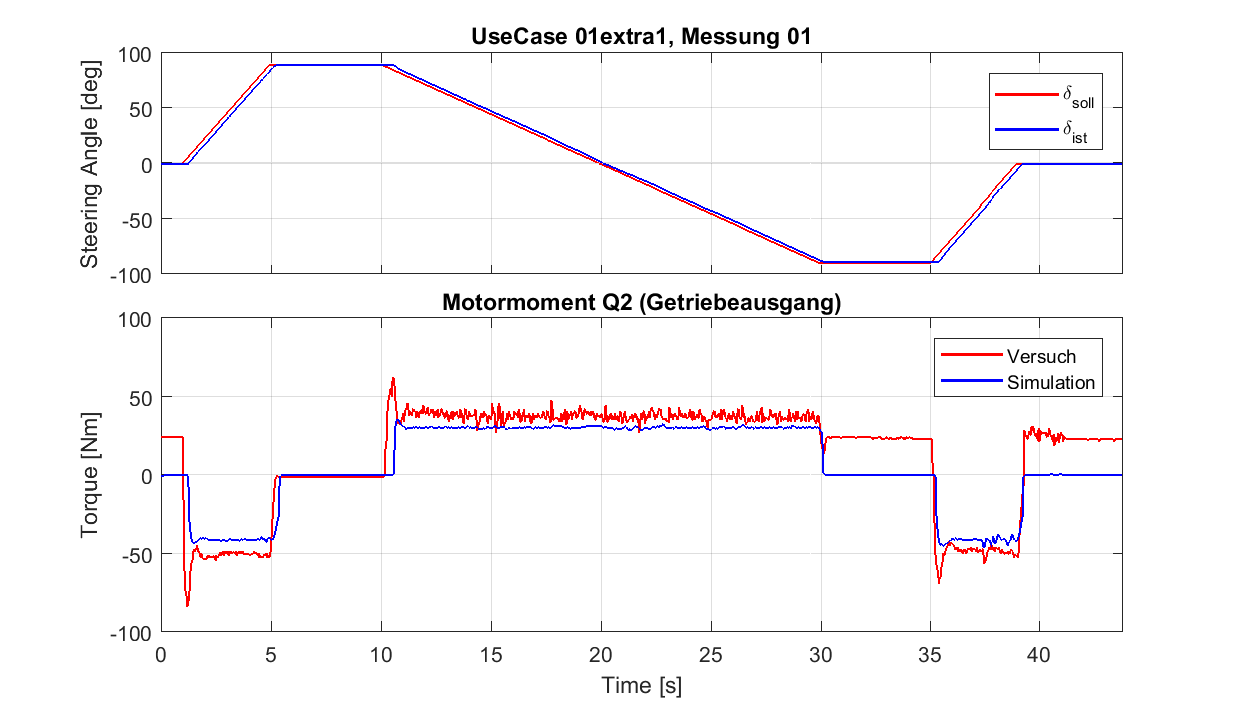 UseCase 01extra1, Messung 01
Steering Angle [deg]
100
50
0
-50
-100
δsoll
δist
Motormoment Q2 (Getriebeausgang)
Torque [Nm]
100
50
0
-50
-100
Versuch
Simulation
0 5 10 15 20 25 30 35 40
Time [s]